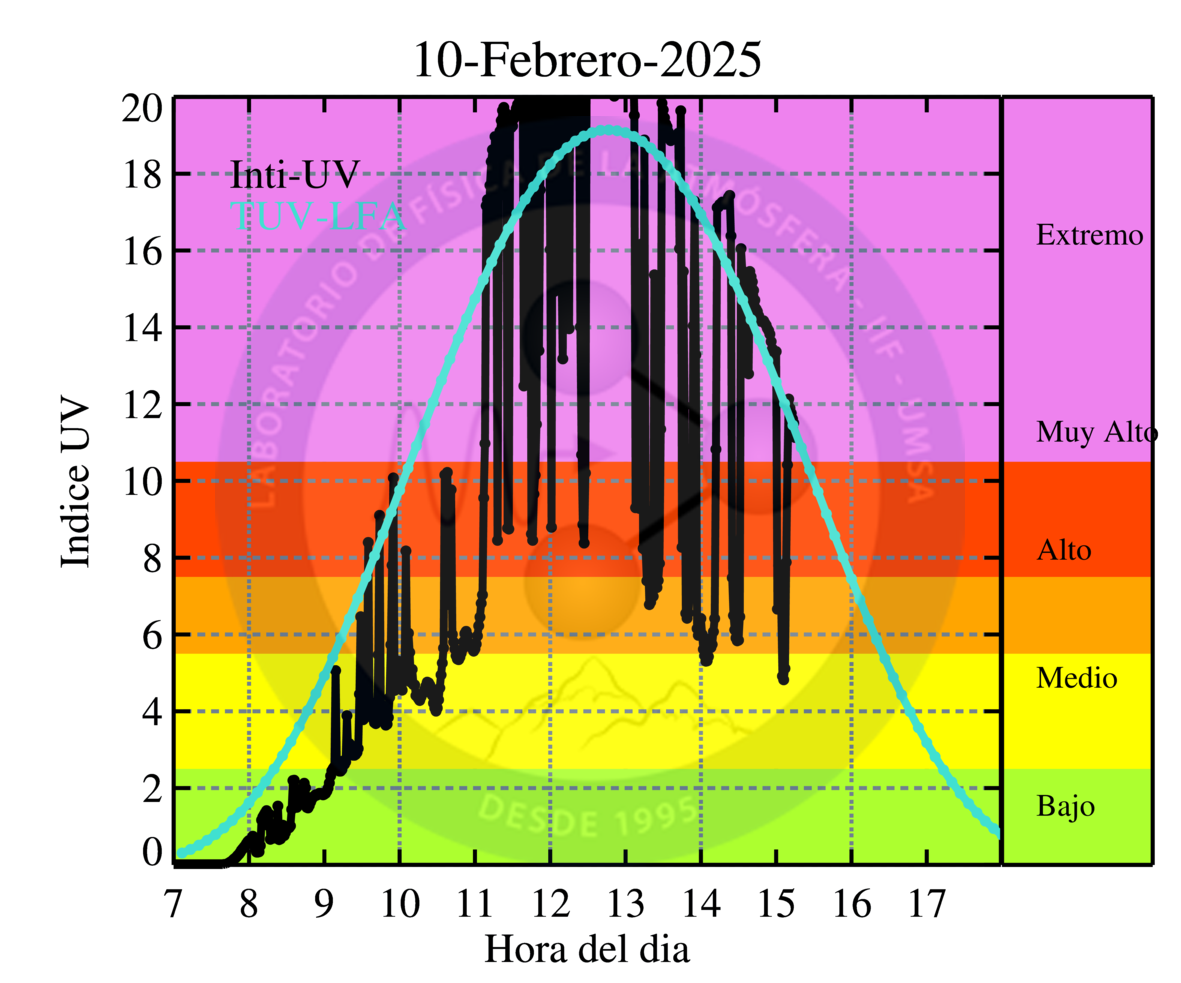 10-Febrero-2025
Indice UV
20
18
16
14
12
10
8
6
4
2
0
Inti-UV
TUV-LFA
LABORATORIO DE FÍSICA DE LA ATMÓSFERA - IIF - UMSA
DESDE 1995
Extremo
Muy Alto
Alto
Medio
Bajo
7 8 9 10 11 12 13 14 15 16 17
Hora del dia